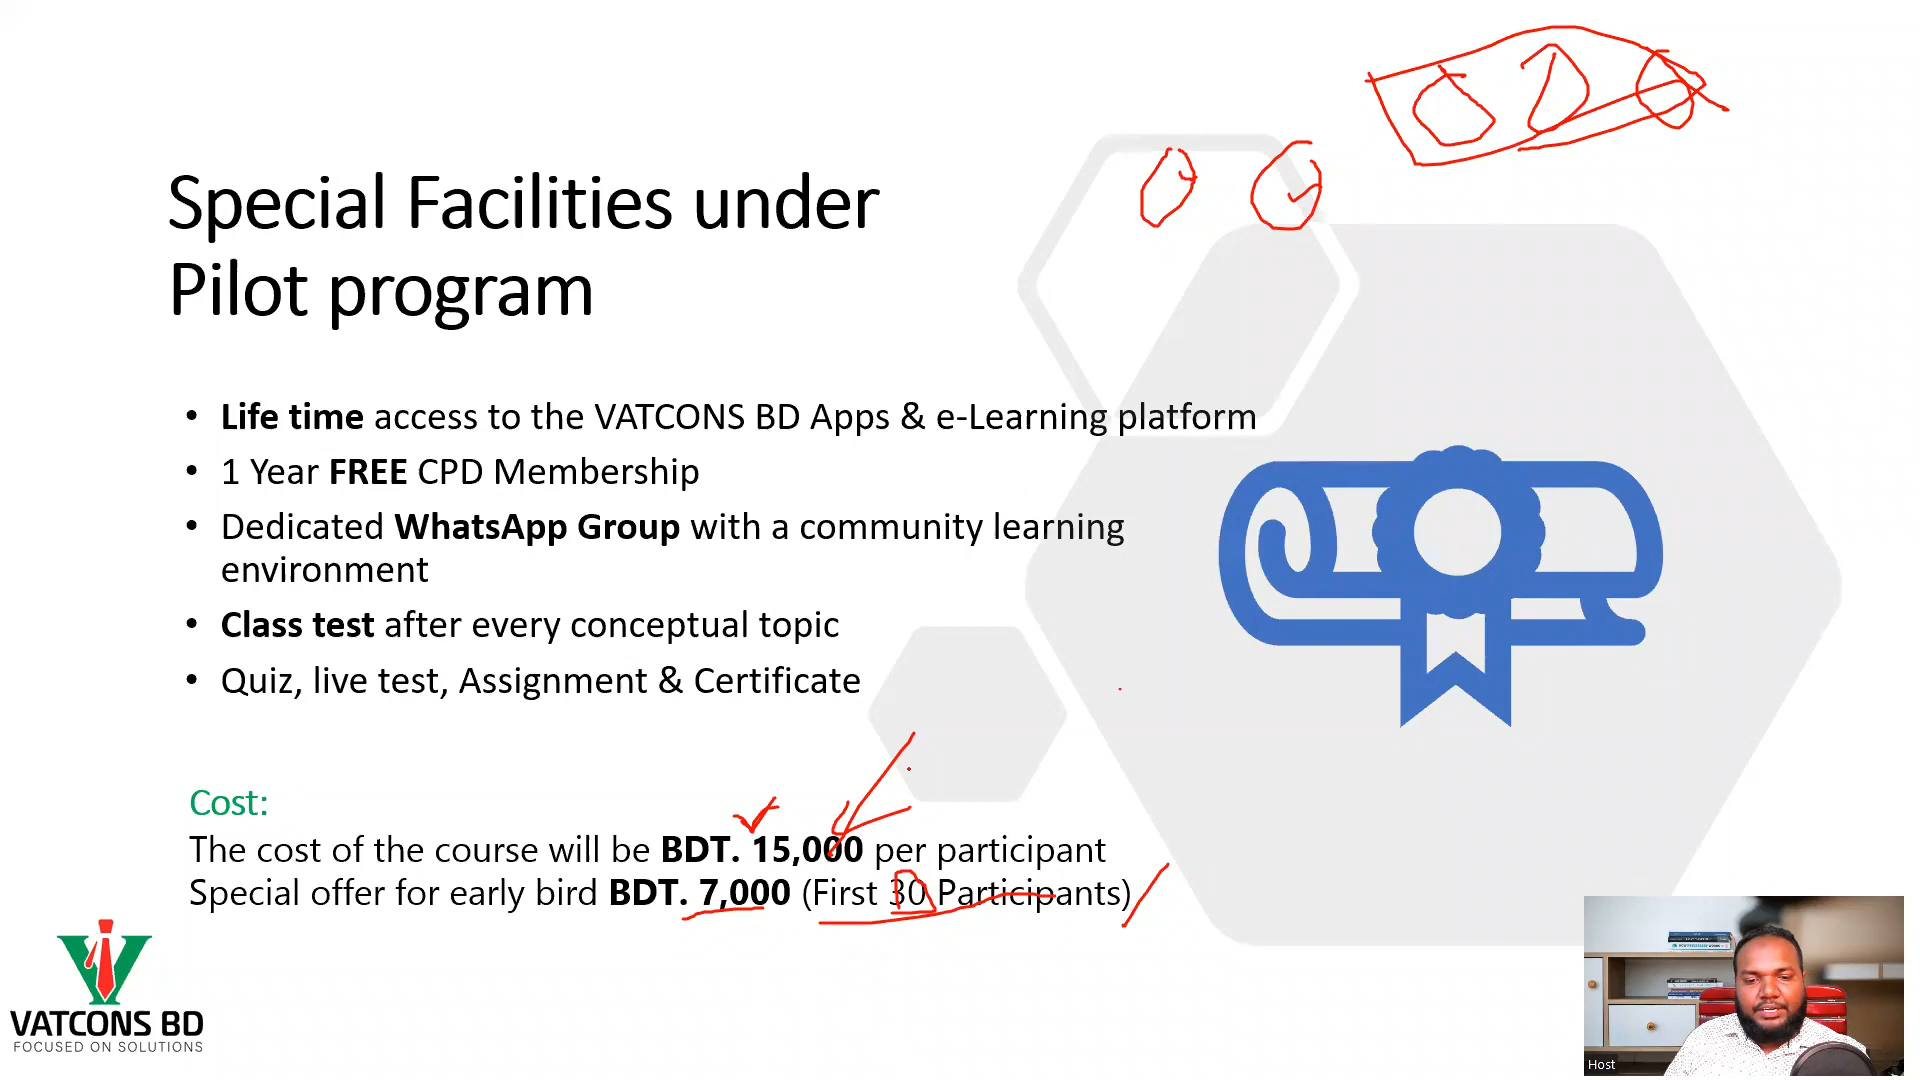 Special Facilities under
Pilot program
• Life time access to the VATCONS BD Apps & e-Learning platform
• 1 Year FREE CPD Membership
• Dedicated WhatsApp Group with a community learning
environment
• Class test after every conceptual topic
• Quiz, live test, Assignment & Certificate
Cost:
The cost of the course will be BDT. 15,000 per participant
Special offer for early bird BDT. 7,000 (First 30 Participants)
VATCONS BD
FOCUSED ON SOLUTIONS
Host